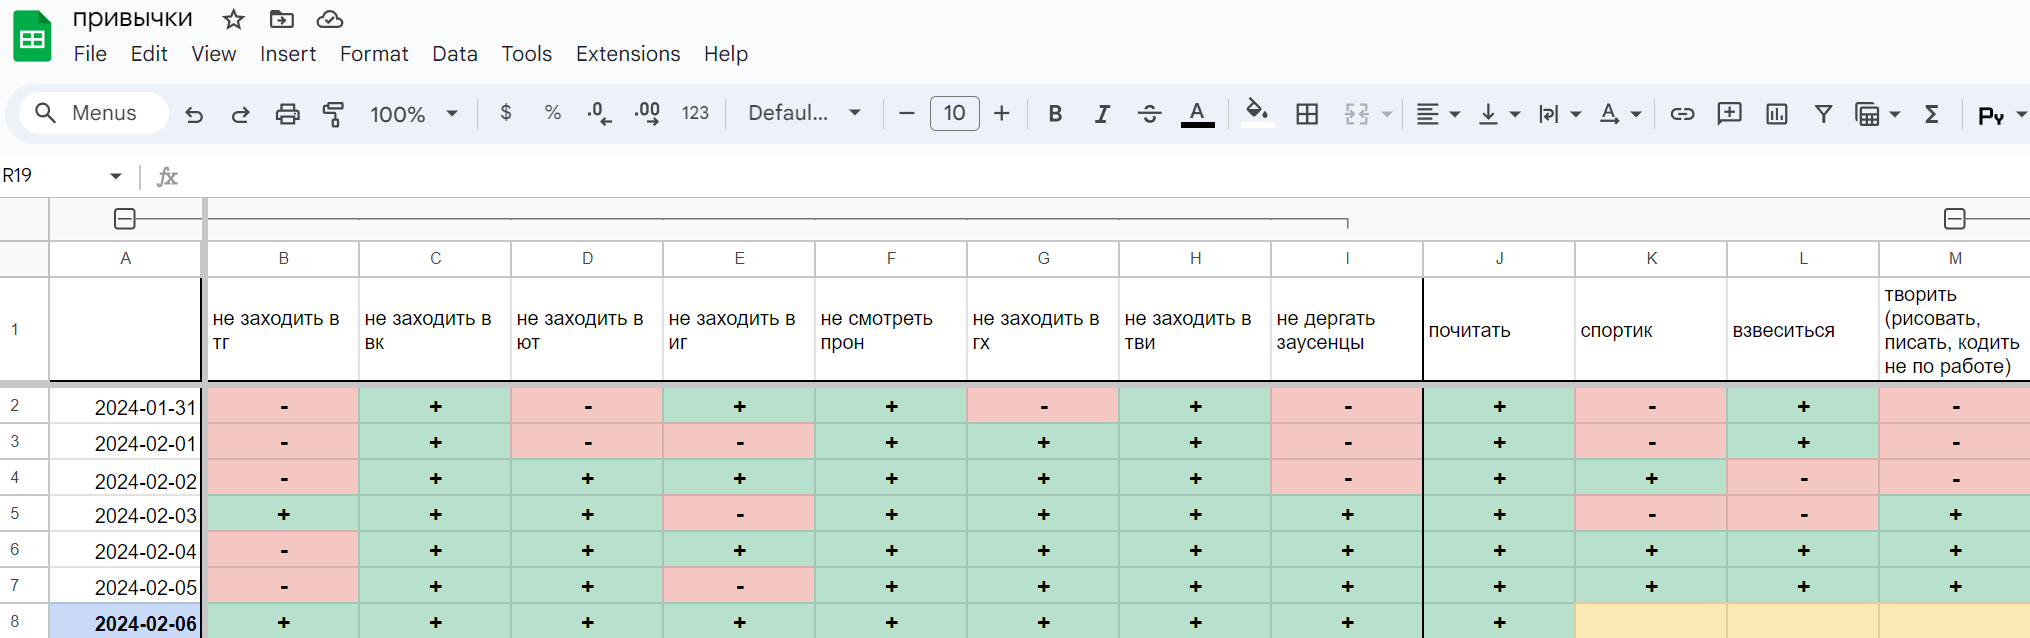 привычки
File Edit View Insert Format Data Tools Extensions Help
Menus 100% $ % .0 .00 123 Defaul... 10 B I S A Σ Py
R19 fx
A B C D E F G H I J K L M
1
не заходить в
тг
не заходить в
вк
не заходить в
ют
не заходить в
иг
не смотреть
прон
не заходить в
гх
не заходить в
тви
не дергать
заусенцы
почитать
спортик
взвеситься
творить
(рисовать,
писать, кодить
не по работе)
2 2024-01-31 - + - + + - + - + - + -
3 2024-02-01 - + - - + + + - + - + -
4 2024-02-02 - + + + + + + - + + - -
5 2024-02-03 + + + - + + + + + - - +
6 2024-02-04 - + + + + + + + + + + +
7 2024-02-05 - + + - + + + + + + + +
8 2024-02-06 + + + + + + + + +